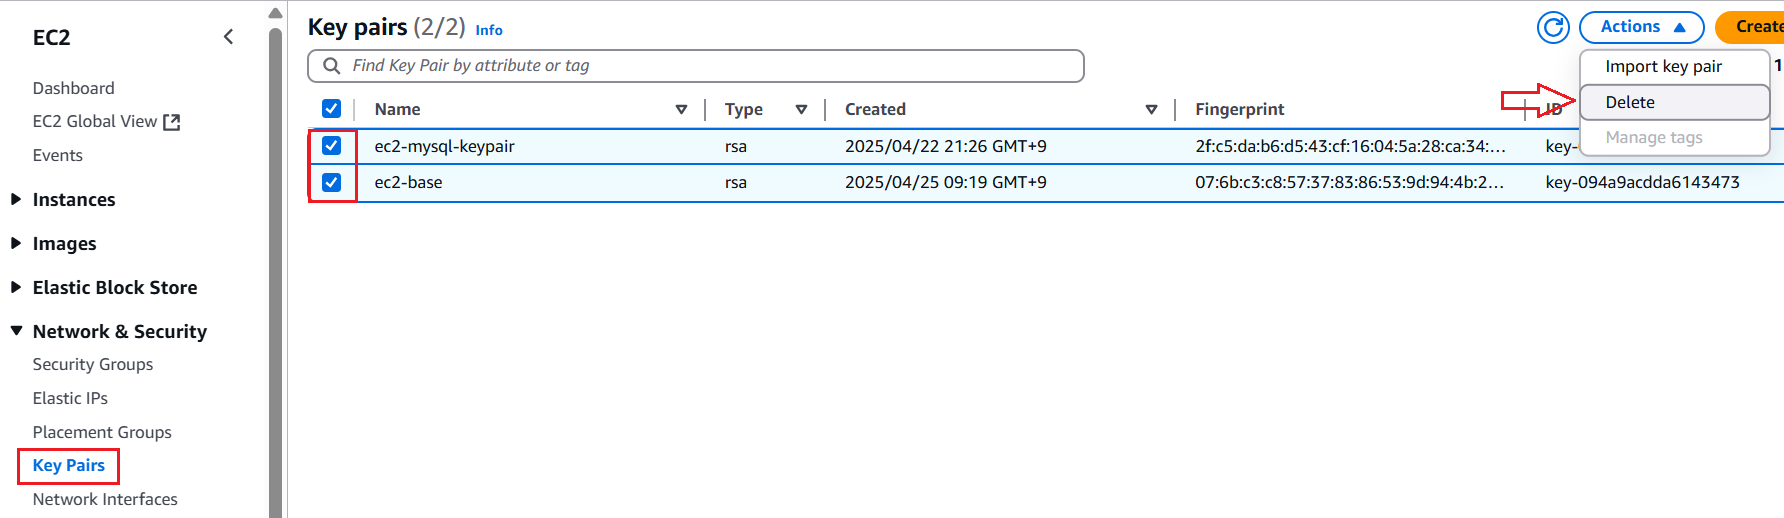 EC2
Dashboard
EC2 Global View
Events
Instances
Images
Elastic Block Store
Network & Security
Security Groups
Elastic IPs
Placement Groups
Key Pairs
Network Interfaces
Key pairs (2/2) Info
Actions
Create
Find Key Pair by attribute or tag
1
Import key pair
Delete
Manage tags
Name Type Created Fingerprint ID
ec2-mysql-keypair rsa 2025/04/22 21:26 GMT+9 2f:c5:da:b6:d5:43:cf:16:04:5a:28:ca:34:... key-
ec2-base rsa 2025/04/25 09:19 GMT+9 07:6b:c3:c8:57:37:83:86:53:9d:94:4b:2... key-094a9acdda6143473